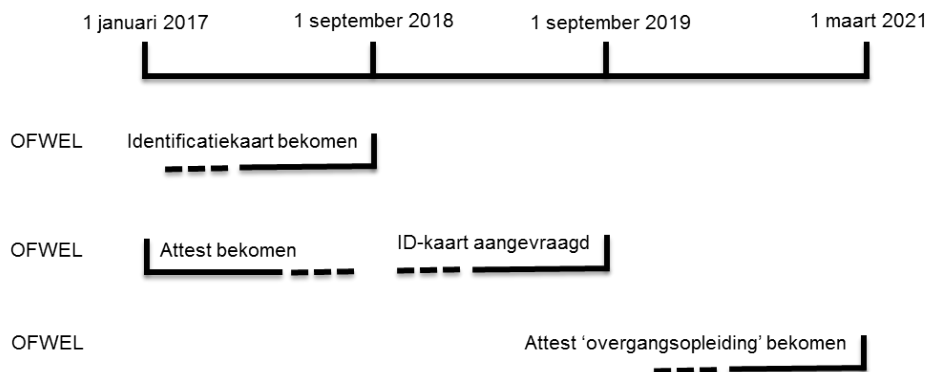 1 januari 2017 1 september 2018 1 september 2019 1 maart 2021
OFWEL Identificatiekaart bekomen
OFWEL Attest bekomen ID-kaart aangevraagd
OFWEL Attest ‘overgangsopleiding’ bekomen